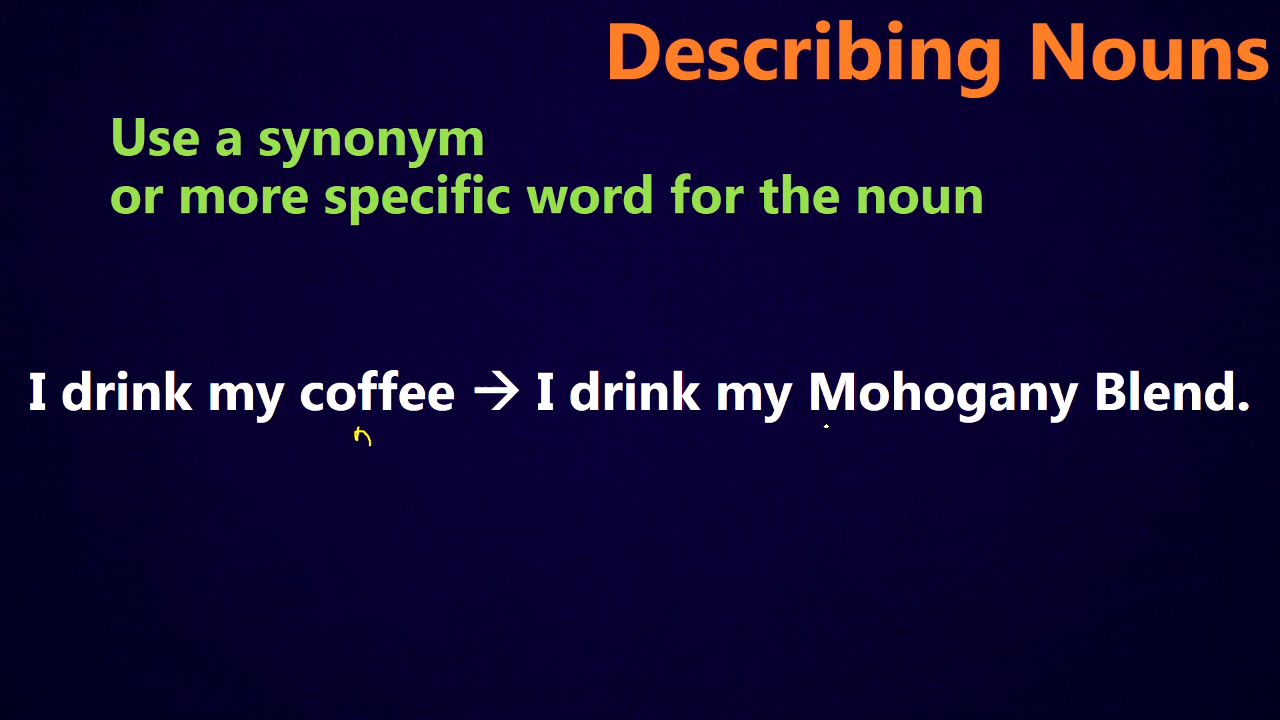 Describing Nouns
Use a synonym
or more specific word for the noun
I drink my coffee → I drink my Mohogany Blend.
n